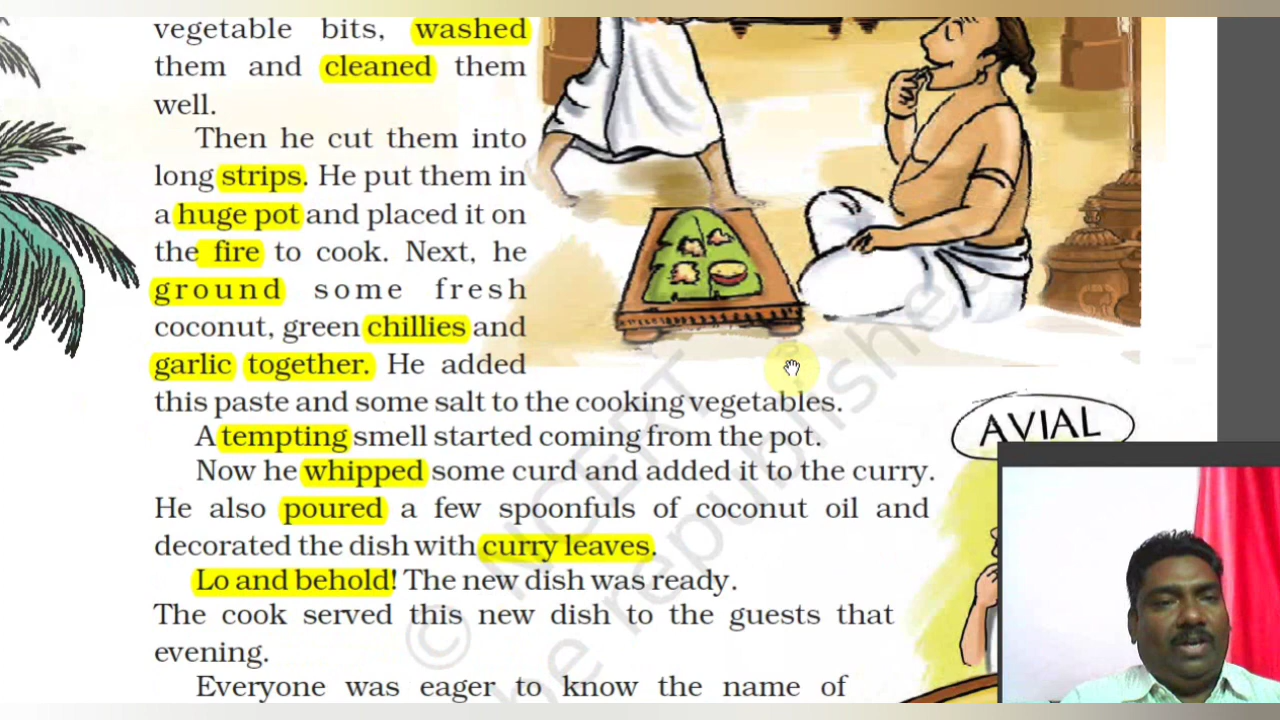 vegetable bits, washed
them and cleaned them
well.
Then he cut them into
long strips. He put them in
a huge pot and placed it on
the fire to cook. Next, he
ground some fresh
coconut, green chillies and
garlic together. He added
this paste and some salt to the cooking vegetables.
A tempting smell started coming from the pot.
Now he whipped some curd and added it to the curry.
He also poured a few spoonfuls of coconut oil and
decorated the dish with curry leaves.
Lo and behold! The new dish was ready.
The cook served this new dish to the guests that
evening.
Everyone was eager to know the name of
AVIAL
© NCERT
be republished